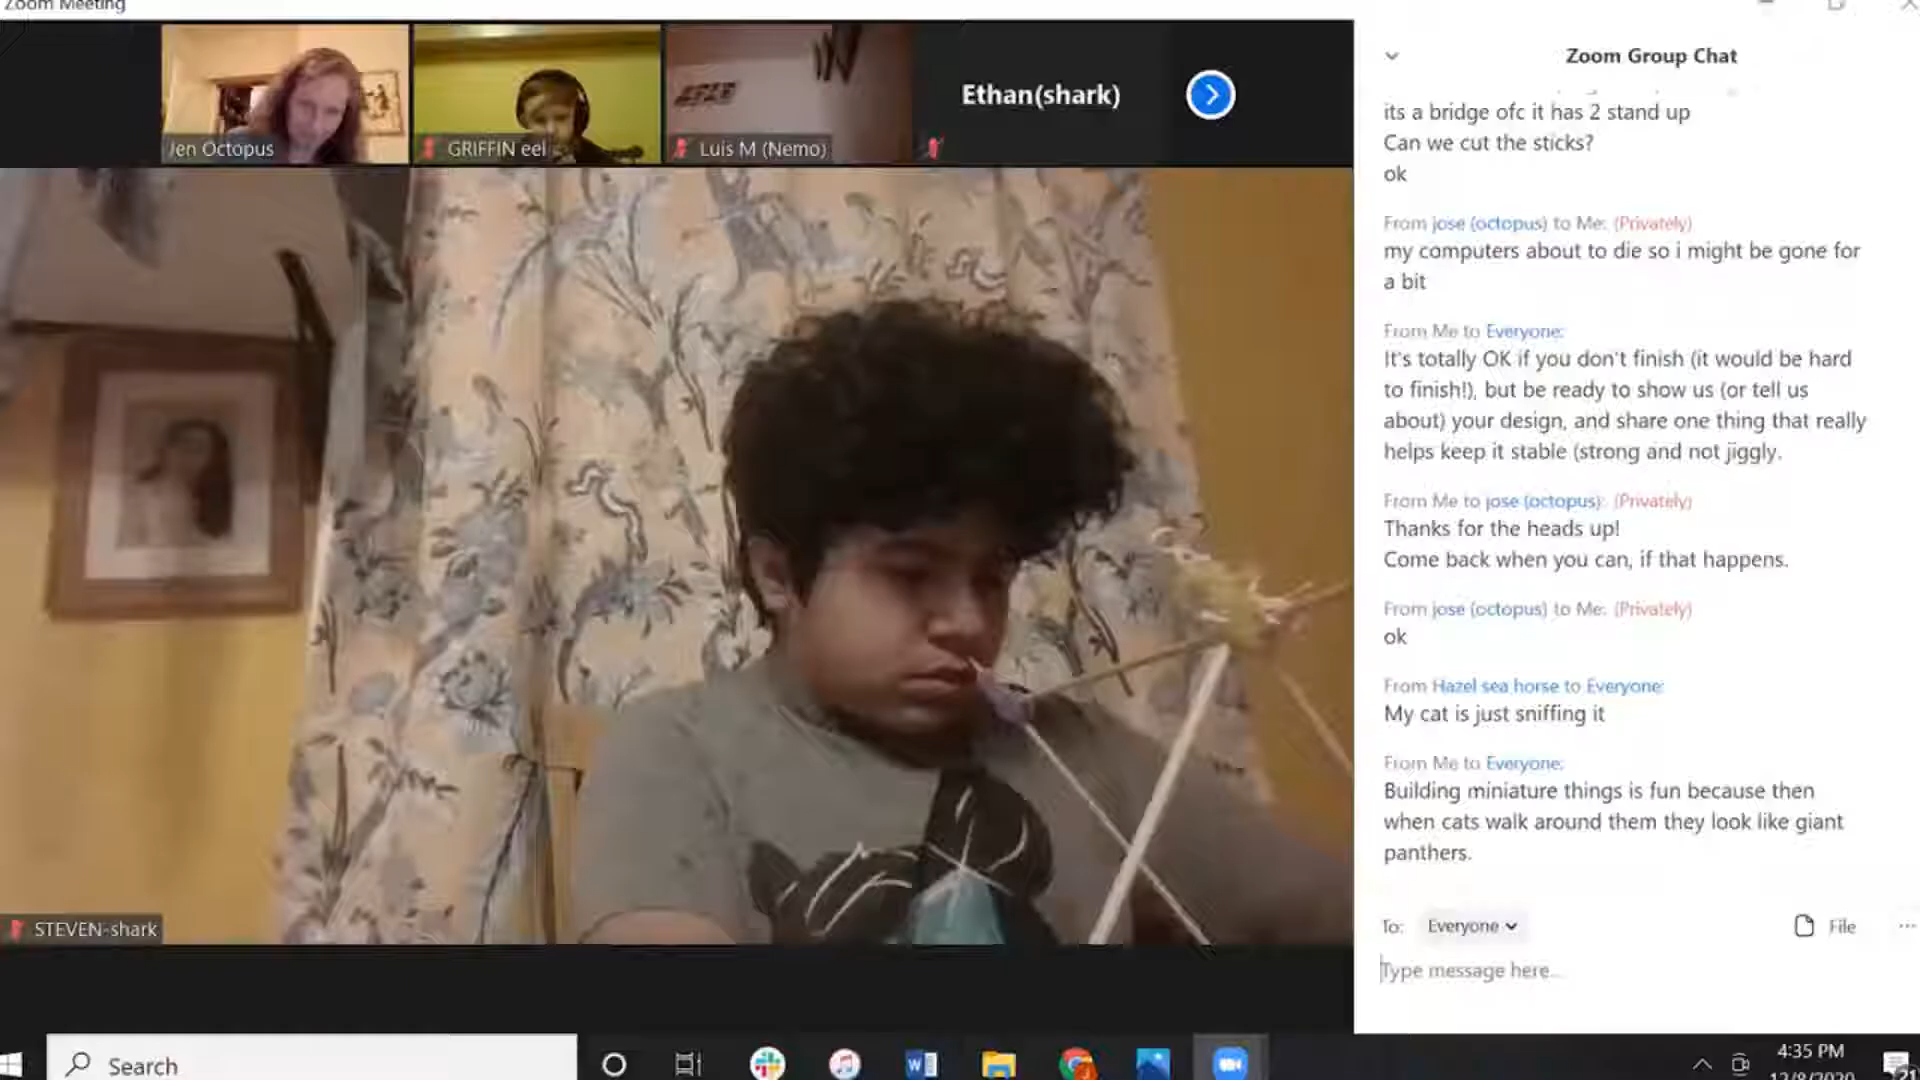 Zoom Meeting
Jen Octopus
GRIFFIN eel
Luis M (Nemo)
Ethan(shark)
STEVEN-shark
Zoom Group Chat
its a bridge ofc it has 2 stand up
Can we cut the sticks?
ok
From jose (octopus) to Me: (Privately)
my computers about to die so i might be gone for
a bit
From Me to Everyone:
It's totally OK if you don't finish (it would be hard
to finish!), but be ready to show us (or tell us
about) your design, and share one thing that really
helps keep it stable (strong and not jiggly.
From Me to jose (octopus): (Privately)
Thanks for the heads up!
Come back when you can, if that happens.
From jose (octopus) to Me: (Privately)
ok
From Hazel sea horse to Everyone:
My cat is just sniffing it
From Me to Everyone:
Building miniature things is fun because then
when cats walk around them they look like giant
panthers.
To: Everyone
File
Type message here...
Search
4:35 PM
12/8/2020
21